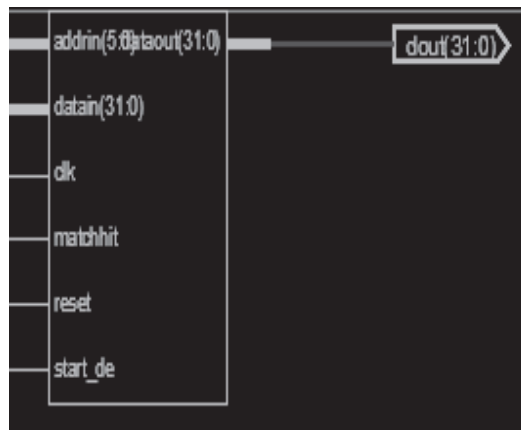 addrin(5:0) dataout(31:0) dout(31:0)
datain(31:0)
clk
matchhit
reset
start_de